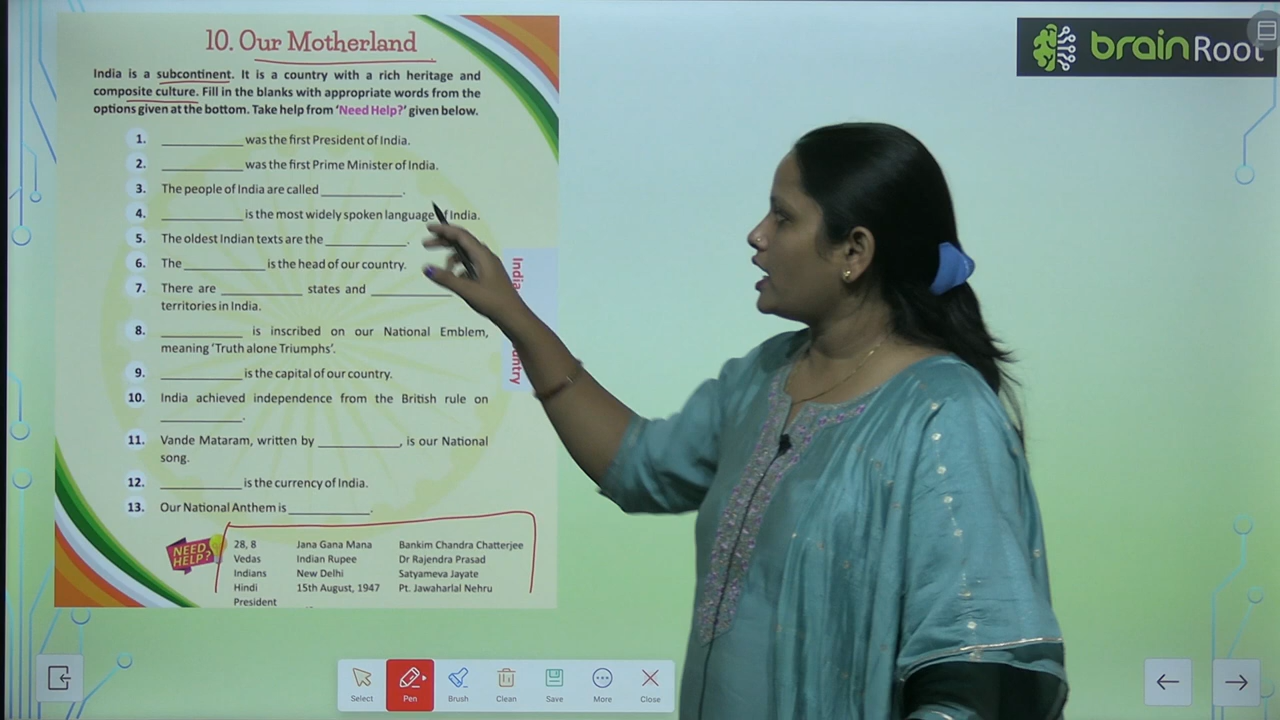 10. Our Motherland
brainRoot
India is a subcontinent. It is a country with a rich heritage and
composite culture. Fill in the blanks with appropriate words from the
options given at the bottom. Take help from 'Need Help?' given below.
1. ____________ was the first President of India.
2. ____________ was the first Prime Minister of India.
3. The people of India are called ____________.
4. ____________ is the most widely spoken language of India.
5. The oldest Indian texts are the ____________.
6. The ____________ is the head of our country.
7. There are ____________ states and ____________
territories in India.
8. ____________ is inscribed on our National Emblem,
meaning 'Truth alone Triumphs'.
9. ____________ is the capital of our country.
10. India achieved independence from the British rule on
____________.
11. Vande Mataram, written by ____________, is our National
song.
12. ____________ is the currency of India.
13. Our National Anthem is ____________.
India
NEED
HELP?
28, 8 Jana Gana Mana Bankim Chandra Chatterjee
Vedas Indian Rupee Dr Rajendra Prasad
Indians New Delhi Satyameva Jayate
Hindi 15th August, 1947 Pt. Jawaharlal Nehru
President
Select Pen Brush Clean Save More Close